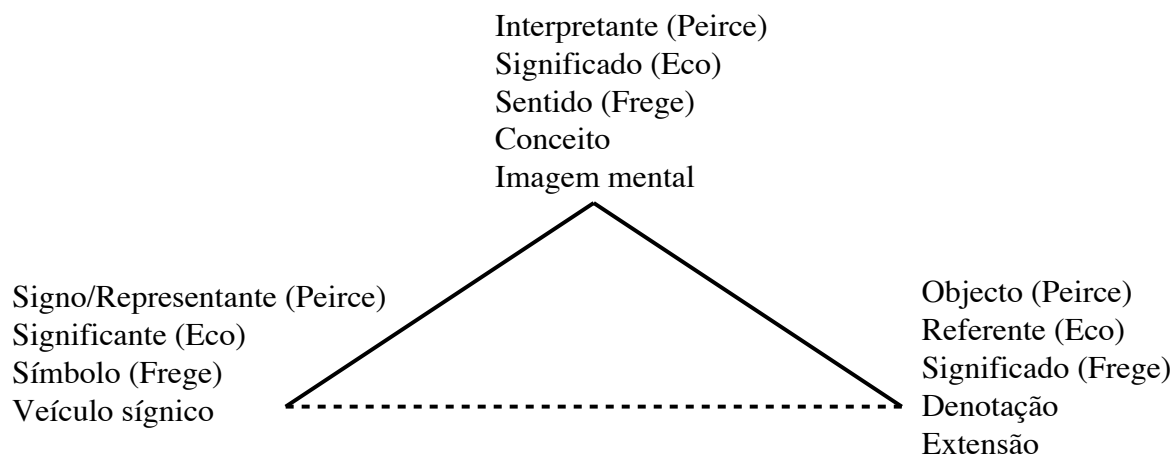 Interpretante (Peirce)
Significado (Eco)
Sentido (Frege)
Conceito
Imagem mental
Signo/Representante (Peirce)
Significante (Eco)
Símbolo (Frege)
Veículo sígnico
Objecto (Peirce)
Referente (Eco)
Significado (Frege)
Denotação
Extensão